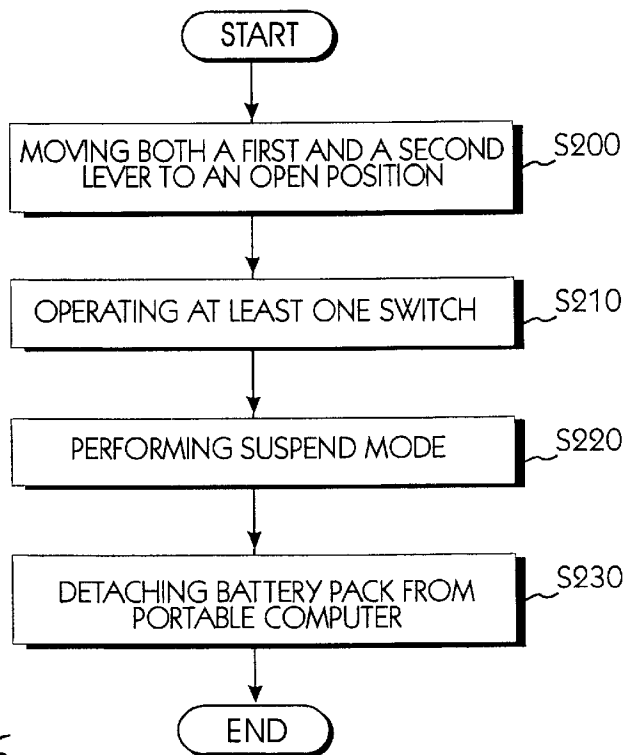 START
MOVING BOTH A FIRST AND A SECOND
LEVER TO AN OPEN POSITION
S200
OPERATING AT LEAST ONE SWITCH
S210
PERFORMING SUSPEND MODE
S220
DETACHING BATTERY PACK FROM
PORTABLE COMPUTER
S230
END